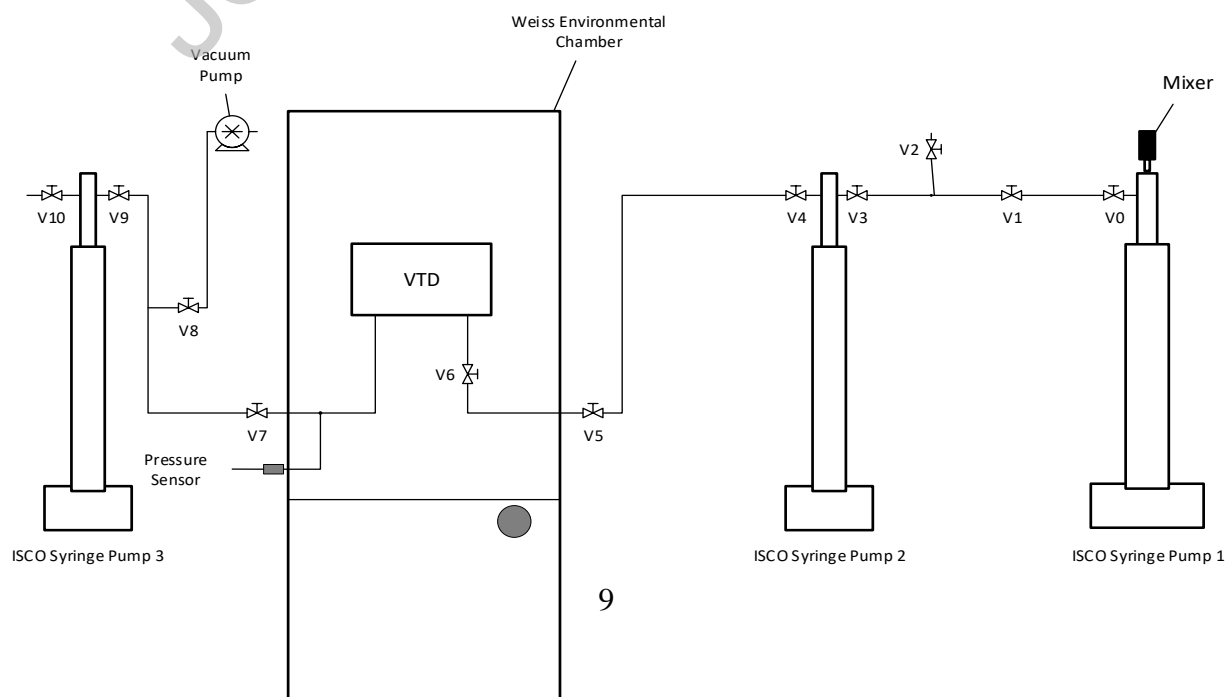 Weiss Environmental
Chamber
Vacuum
Pump
Mixer
V2
V10
V9
V4
V3
V1
V0
VTD
V8
V6
V7
V5
Pressure
Sensor
ISCO Syringe Pump 3
ISCO Syringe Pump 2
ISCO Syringe Pump 1
9